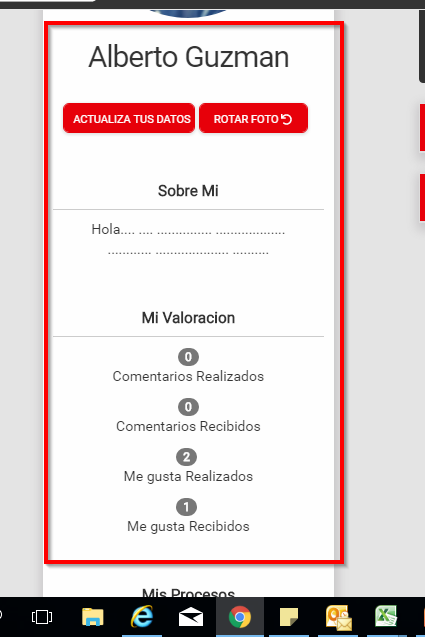 Alberto Guzman
ACTUALIZA TUS DATOS ROTAR FOTO
Sobre Mi
Hola.... .... ............... ...................
............ .................... ..........
Mi Valoracion
0
Comentarios Realizados
0
Comentarios Recibidos
2
Me gusta Realizados
1
Me gusta Recibidos
Mis Procesos